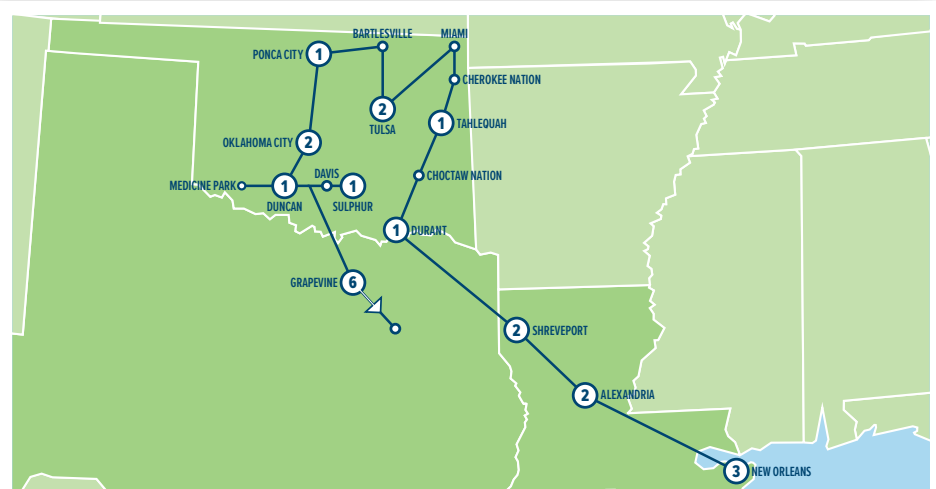 BARTLESVILLE
MIAMI
PONCA CITY
1
CHEROKEE NATION
2
TULSA
1
TAHLEQUAH
OKLAHOMA CITY
2
DAVIS
CHOCTAW NATION
MEDICINE PARK
1
1
DUNCAN
SULPHUR
1
DURANT
GRAPEVINE
6
2
SHREVEPORT
2
ALEXANDRIA
3
NEW ORLEANS